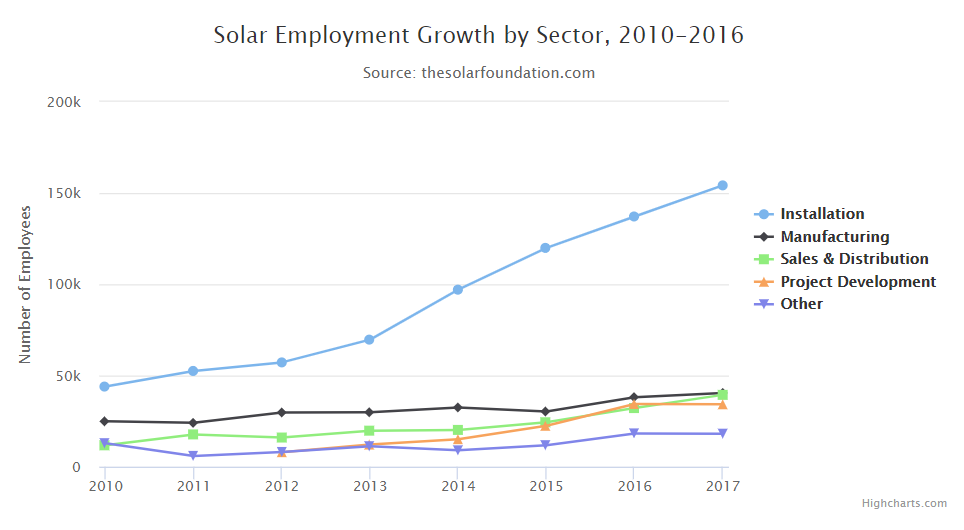 Solar Employment Growth by Sector, 2010-2016
Source: thesolarfoundation.com
Number of Employees
200k
150k
100k
50k
0
2010 2011 2012 2013 2014 2015 2016 2017
Installation
Manufacturing
Sales & Distribution
Project Development
Other
Highcharts.com